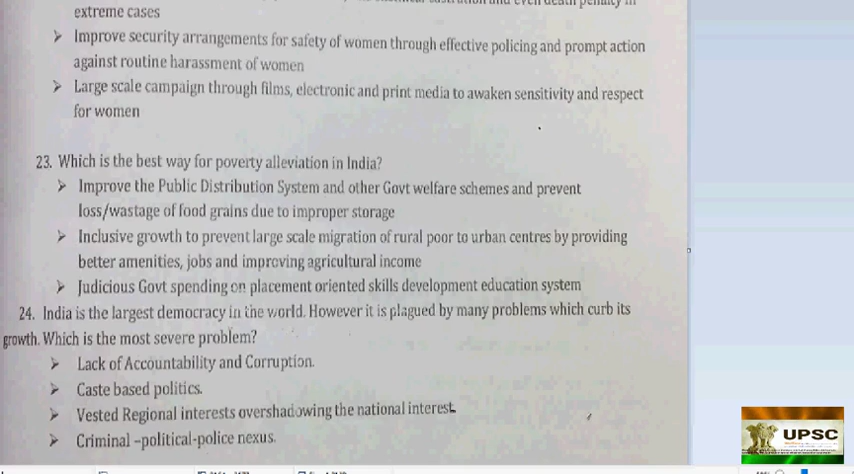 extreme cases
➢ Improve security arrangements for safety of women through effective policing and prompt action
against routine harassment of women
➢ Large scale campaign through films, electronic and print media to awaken sensitivity and respect
for women
23. Which is the best way for poverty alleviation in India?
➢ Improve the Public Distribution System and other Govt welfare schemes and prevent
loss/wastage of food grains due to improper storage
➢ Inclusive growth to prevent large scale migration of rural poor to urban centres by providing
better amenities, jobs and improving agricultural income
➢ Judicious Govt spending on placement oriented skills development education system
24. India is the largest democracy in the world. However it is plagued by many problems which curb its
growth. Which is the most severe problem?
➢ Lack of Accountability and Corruption.
➢ Caste based politics.
➢ Vested Regional interests overshadowing the national interest.
➢ Criminal –political-police nexus.
UPSC